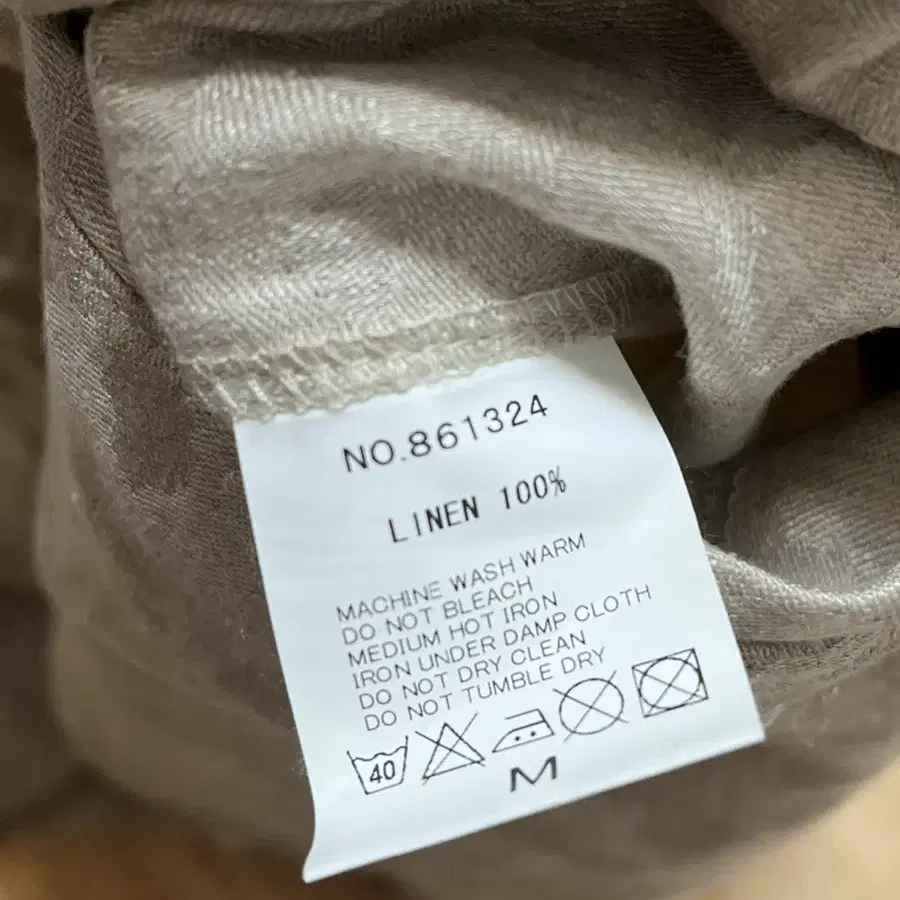 NO.861324
LINEN 100%
MACHINE WASH WARM
DO NOT BLEACH
MEDIUM HOT IRON
IRON UNDER DAMP CLOTH
DO NOT DRY CLEAN
DO NOT TUMBLE DRY
40
M